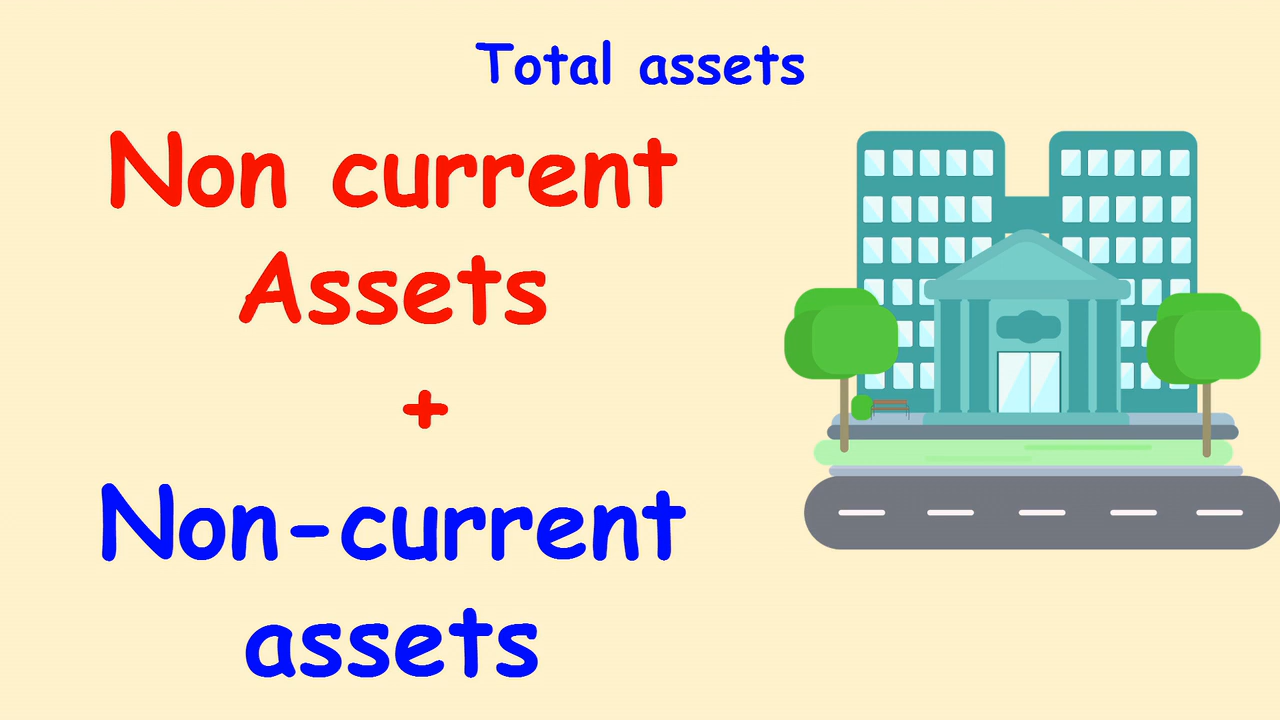 Total assets
Non current
Assets
+
Non-current
assets